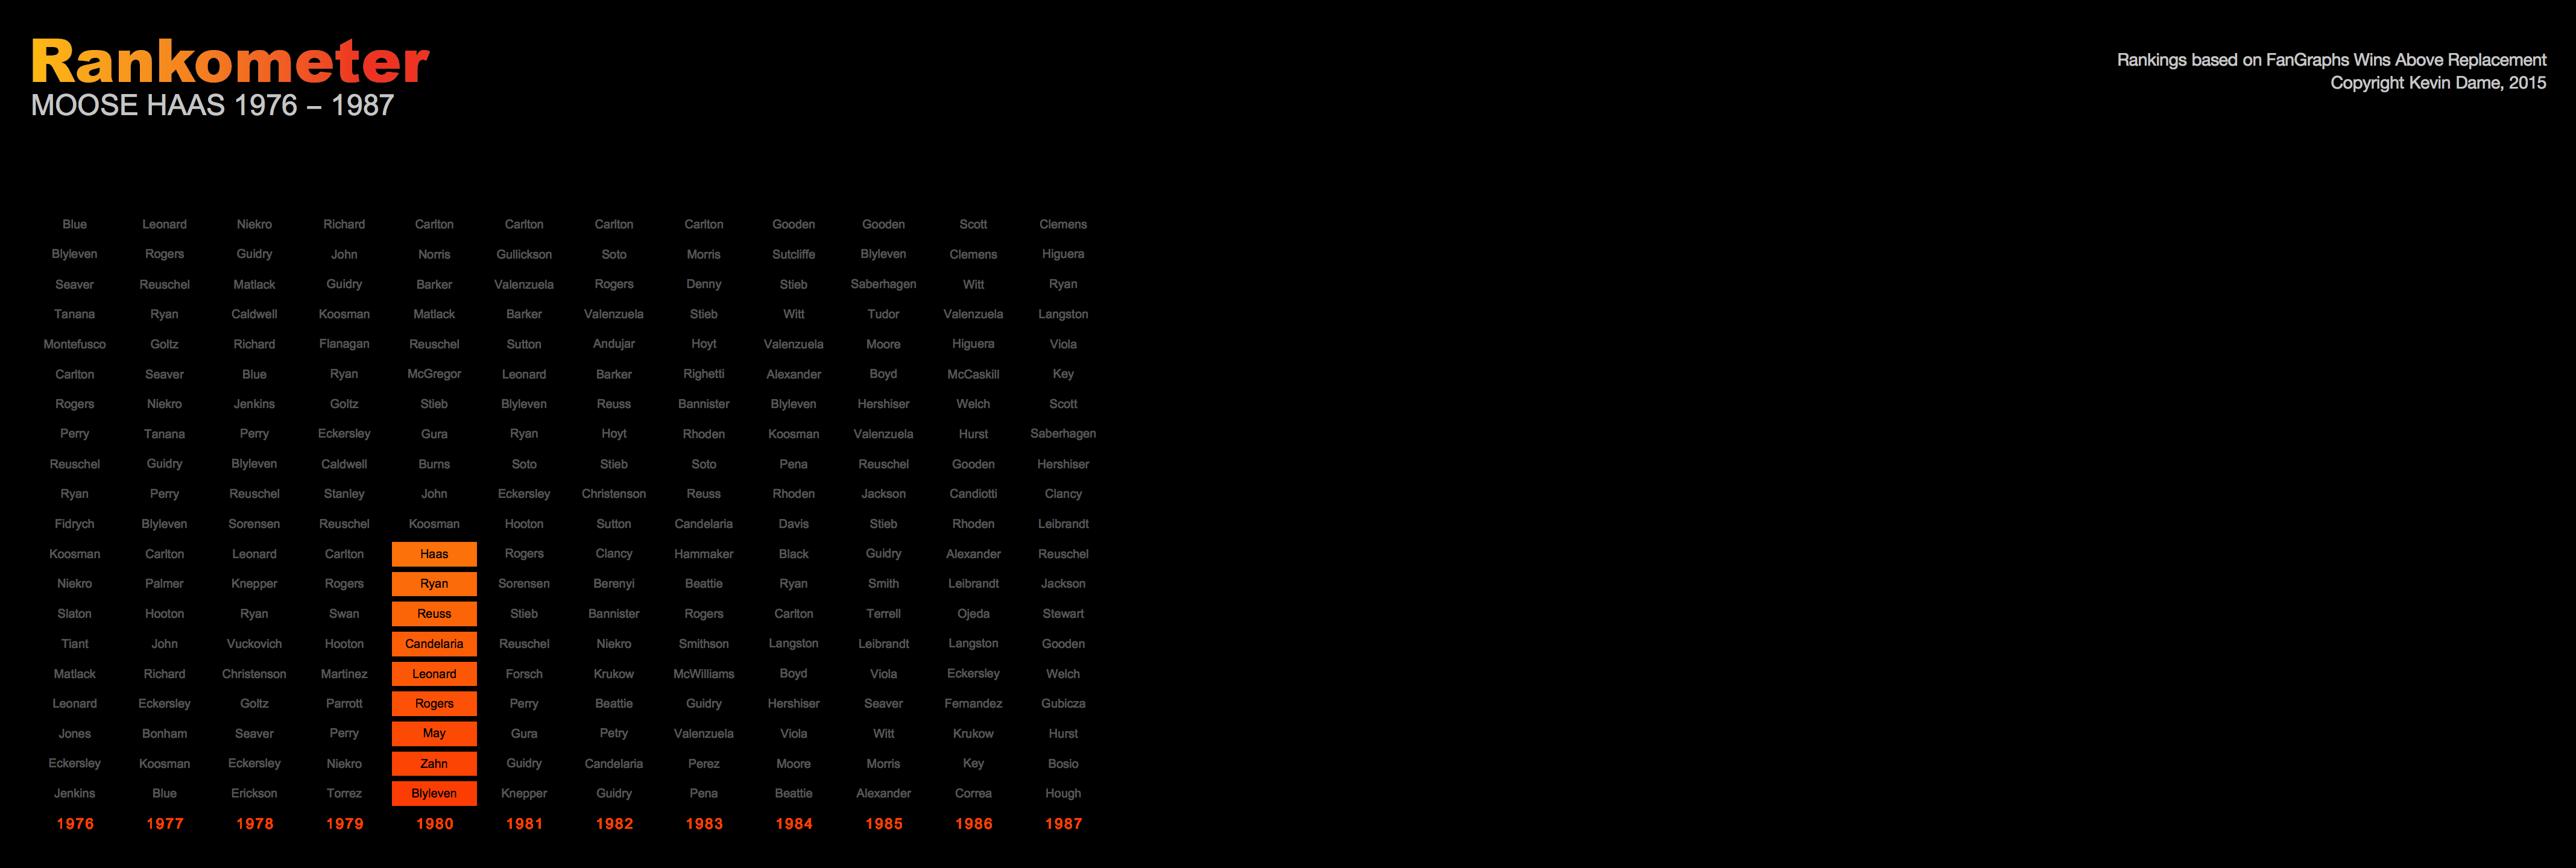 Rankometer
MOOSE HAAS 1976 – 1987
Rankings based on FanGraphs Wins Above Replacement
Copyright Kevin Dame, 2015
Blue Leonard Niekro Richard Carlton Carlton Carlton Carlton Gooden Gooden Scott Clemens
Blyleven Rogers Guidry John Norris Gullickson Soto Morris Sutcliffe Blyleven Clemens Higuera
Seaver Reuschel Matlack Guidry Barker Valenzuela Rogers Denny Stieb Saberhagen Witt Ryan
Tanana Ryan Caldwell Koosman Matlack Barker Valenzuela Stieb Witt Tudor Valenzuela Langston
Montefusco Goltz Richard Flanagan Reuschel Sutton Andujar Hoyt Valenzuela Moore Higuera Viola
Carlton Seaver Blue Ryan McGregor Leonard Barker Righetti Alexander Boyd McCaskill Key
Rogers Niekro Jenkins Goltz Stieb Blyleven Reuss Bannister Blyleven Hershiser Welch Scott
Perry Tanana Perry Eckersley Gura Ryan Hoyt Rhoden Koosman Valenzuela Hurst Saberhagen
Reuschel Guidry Blyleven Caldwell Burns Soto Stieb Soto Pena Reuschel Gooden Hershiser
Ryan Perry Reuschel Stanley John Eckersley Christenson Reuss Rhoden Jackson Candiotti Clancy
Fidrych Blyleven Sorensen Reuschel Koosman Hooton Sutton Candelaria Davis Stieb Rhoden Leibrandt
Koosman Carlton Leonard Carlton Haas Rogers Clancy Hammaker Black Guidry Alexander Reuschel
Niekro Palmer Knepper Rogers Ryan Sorensen Berenyi Beattie Ryan Smith Leibrandt Jackson
Slaton Hooton Ryan Swan Reuss Stieb Bannister Rogers Carlton Terrell Ojeda Stewart
Tiant John Vuckovich Hooton Candelaria Reuschel Niekro Smithson Langston Leibrandt Langston Gooden
Matlack Richard Christenson Martinez Leonard Forsch Krukow McWilliams Boyd Viola Eckersley Welch
Leonard Eckersley Goltz Parrott Rogers Perry Beattie Guidry Hershiser Seaver Fernandez Gubicza
Jones Bonham Seaver Perry May Gura Petry Valenzuela Viola Witt Krukow Hurst
Eckersley Koosman Eckersley Niekro Zahn Guidry Candelaria Perez Moore Morris Key Bosio
Jenkins Blue Erickson Torrez Blyleven Knepper Guidry Pena Beattie Alexander Correa Hough
1976 1977 1978 1979 1980 1981 1982 1983 1984 1985 1986 1987